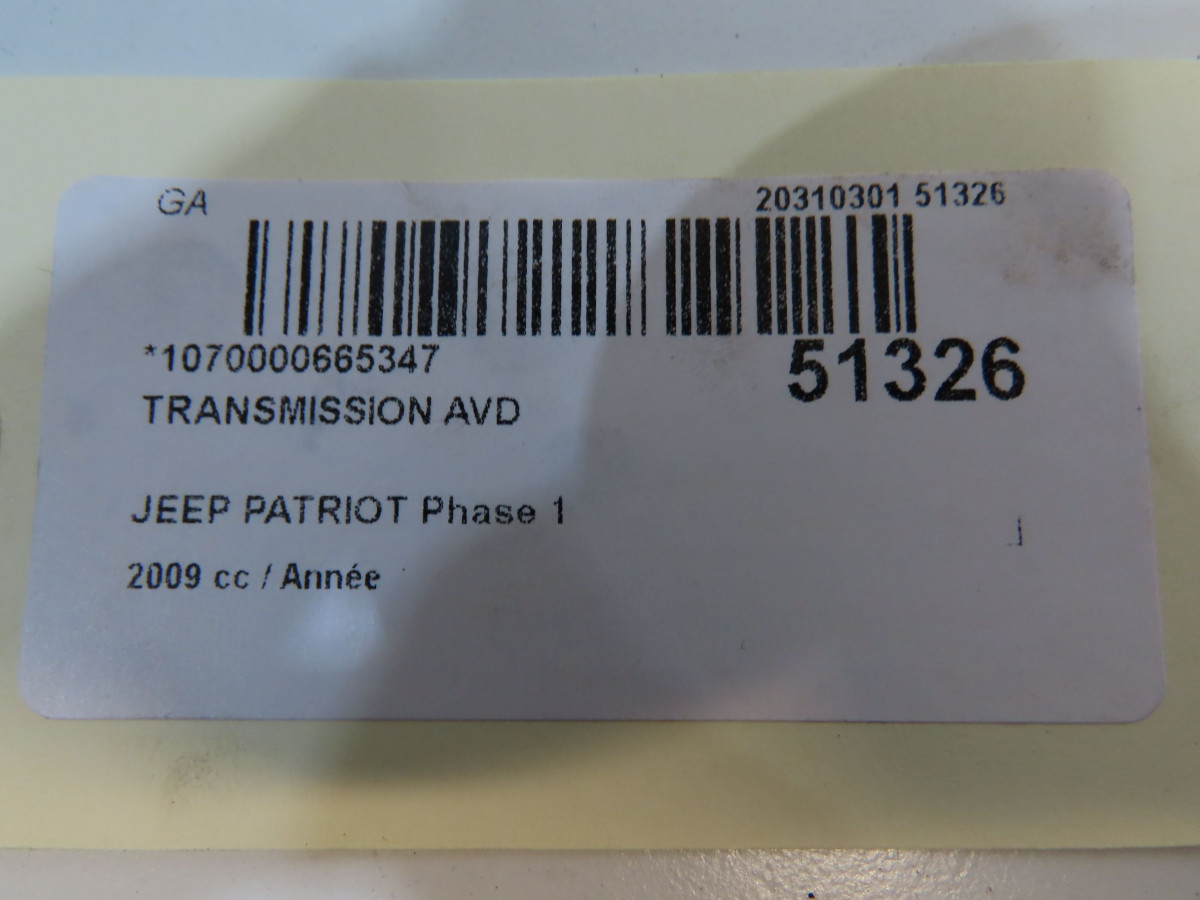 GA 20310301 51326
*1070000665347 51326
TRANSMISSION AVD
JEEP PATRIOT Phase 1
2009 cc / Année